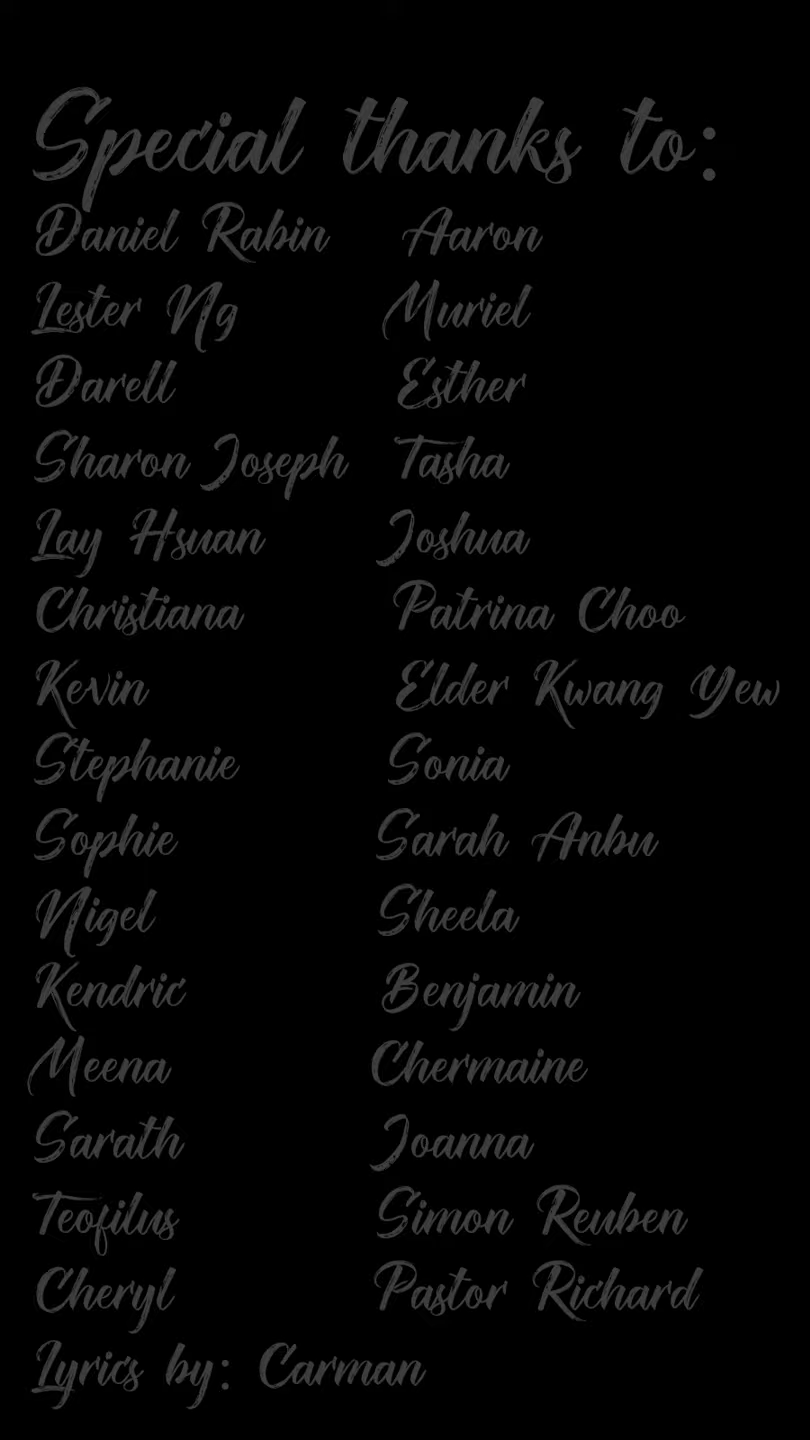 Special thanks to:
Daniel Rabin
Lester Ng
Darell
Sharon Joseph
Lay Hsuan
Christiana
Kevin
Stephanie
Sophie
Nigel
Kendric
Meena
Sarath
Teofilus
Cheryl
Lyrics by: Carman
Aaron
Muriel
Esther
Tasha
Joshua
Patrina Choo
Elder Kwang Yew
Sonia
Sarah Anbu
Sheela
Benjamin
Chermaine
Joanna
Simon Reuben
Pastor Richard